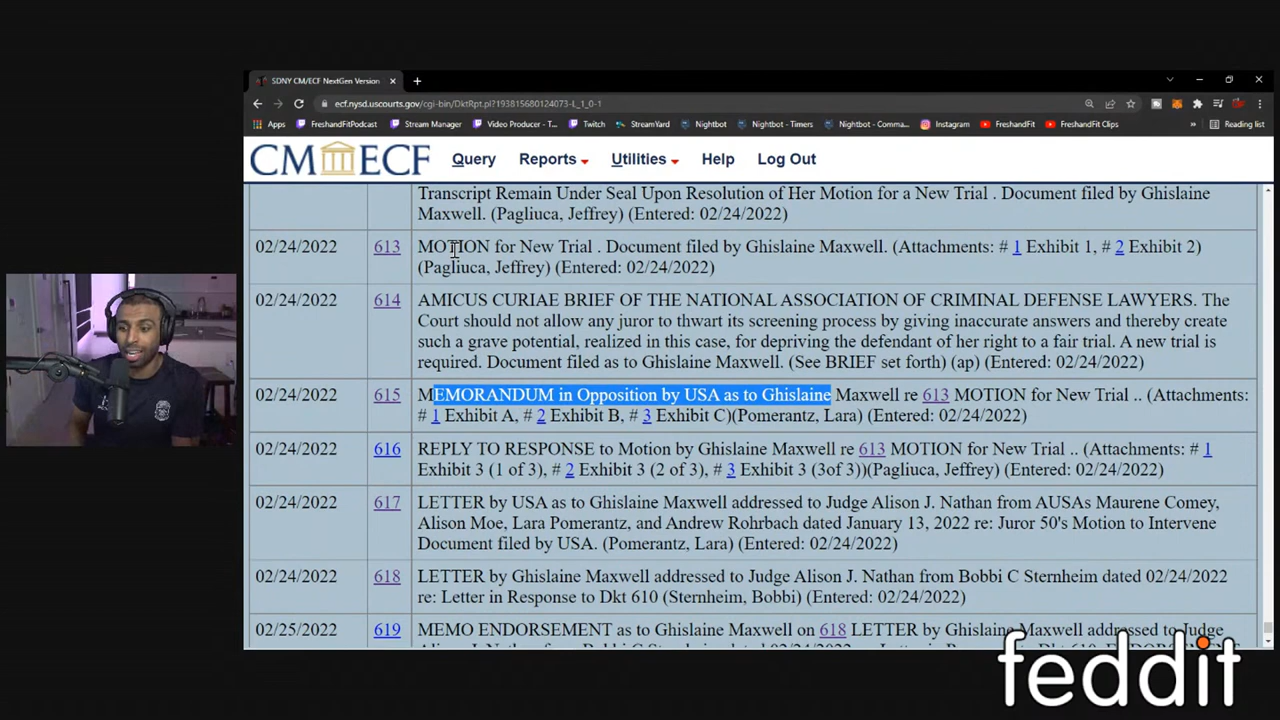 SDNY CM/ECF NextGen Version
ecf.nysd.uscourts.gov/cgi-bin/DktRpt.pl?193815680124073-L_1_0-1
Apps FreshandFitPodcast Stream Manager Video Producer - T... Twitch StreamYard Nightbot Nightbot - Timers Nightbot - Comma... Instagram FreshandFit FreshandFit Clips » Reading list
CM ECF Query Reports Utilities Help Log Out
Transcript Remain Under Seal Upon Resolution of Her Motion for a New Trial . Document filed by Ghislaine
Maxwell. (Pagliuca, Jeffrey) (Entered: 02/24/2022)
02/24/2022 613 MOTION for New Trial . Document filed by Ghislaine Maxwell. (Attachments: # 1 Exhibit 1, # 2 Exhibit 2)
(Pagliuca, Jeffrey) (Entered: 02/24/2022)
02/24/2022 614 AMICUS CURIAE BRIEF OF THE NATIONAL ASSOCIATION OF CRIMINAL DEFENSE LAWYERS. The
Court should not allow any juror to thwart its screening process by giving inaccurate answers and thereby create
such a grave potential, realized in this case, for depriving the defendant of her right to a fair trial. A new trial is
required. Document filed as to Ghislaine Maxwell. (See BRIEF set forth) (ap) (Entered: 02/24/2022)
02/24/2022 615 MEMORANDUM in Opposition by USA as to Ghislaine Maxwell re 613 MOTION for New Trial .. (Attachments:
# 1 Exhibit A, # 2 Exhibit B, # 3 Exhibit C)(Pomerantz, Lara) (Entered: 02/24/2022)
02/24/2022 616 REPLY TO RESPONSE to Motion by Ghislaine Maxwell re 613 MOTION for New Trial .. (Attachments: # 1
Exhibit 3 (1 of 3), # 2 Exhibit 3 (2 of 3), # 3 Exhibit 3 (3of 3))(Pagliuca, Jeffrey) (Entered: 02/24/2022)
02/24/2022 617 LETTER by USA as to Ghislaine Maxwell addressed to Judge Alison J. Nathan from AUSAs Maurene Comey,
Alison Moe, Lara Pomerantz, and Andrew Rohrbach dated January 13, 2022 re: Juror 50's Motion to Intervene
Document filed by USA. (Pomerantz, Lara) (Entered: 02/24/2022)
02/24/2022 618 LETTER by Ghislaine Maxwell addressed to Judge Alison J. Nathan from Bobbi C Sternheim dated 02/24/2022
re: Letter in Response to Dkt 610 (Sternheim, Bobbi) (Entered: 02/24/2022)
02/25/2022 619 MEMO ENDORSEMENT as to Ghislaine Maxwell on 618 LETTER by Ghislaine Maxwell addressed to Judge
feddit